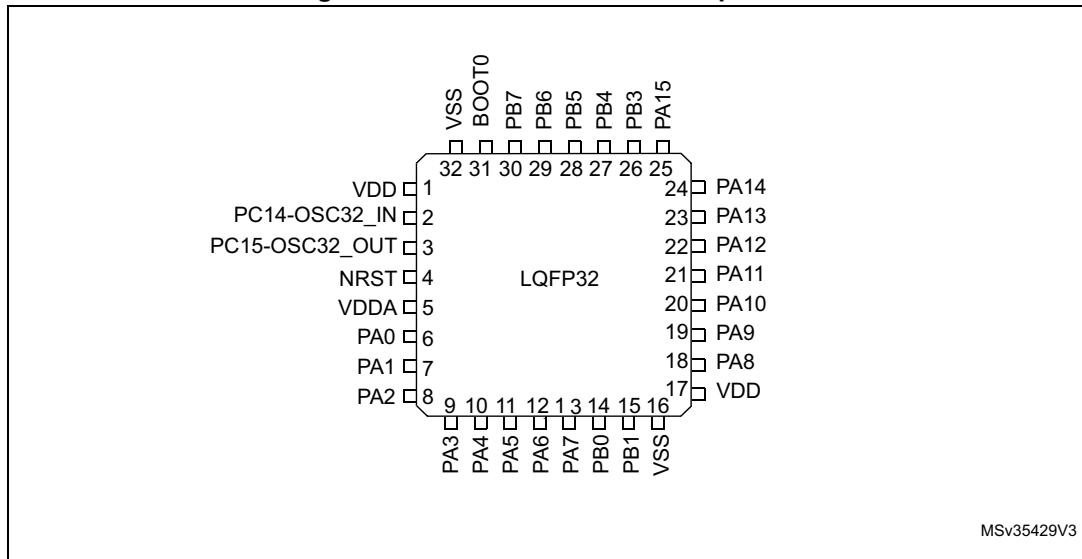 VSS
BOOT0
PB7
PB6
PB5
PB4
PB3
PA15
32 31 30 29 28 27 26 25
VDD 1
PC14-OSC32_IN 2
PC15-OSC32_OUT 3
NRST 4
VDDA 5
PA0 6
PA1 7
PA2 8
LQFP32
24 PA14
23 PA13
22 PA12
21 PA11
20 PA10
19 PA9
18 PA8
17 VDD
9 10 11 12 13 14 15 16
PA3
PA4
PA5
PA6
PA7
PB0
PB1
VSS
MSv35429V3